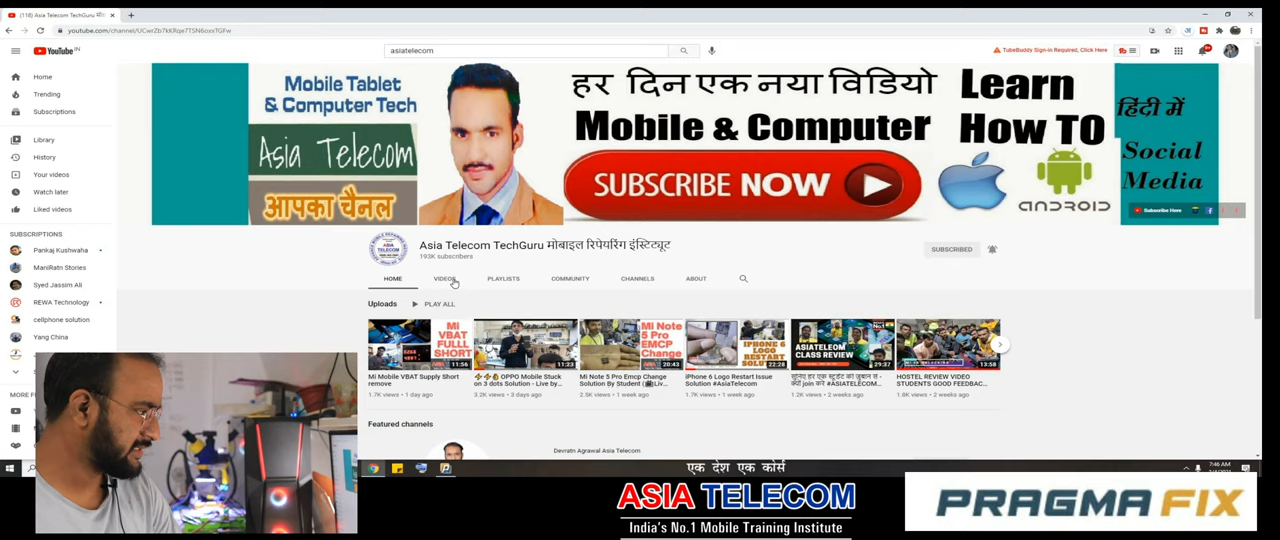 (118) Asia Telecom TechGuru मोब
youtube.com/channel/UCwrZb7kKRqe7TSN6oxxTGFw
YouTube IN
asiatelecom
TubeBuddy Sign-in Required, Click Here
9+
Home
Trending
Subscriptions
Library
History
Your videos
Watch later
Liked videos
SUBSCRIPTIONS
Pankaj Kushwaha
ManiRatn Stories
Syed Jassim Ali
REWA Technology
cellphone solution
Yang China
MORE F
Mobile Tablet
& Computer Tech
Asia Telecom
आपका चैनल
हर दिन एक नया विडियो
Mobile & Computer
SUBSCRIBE NOW
Learn
How TO
ANDROID
हिंदी में
Social
Media
Subscribe Here
Asia Telecom TechGuru मोबाइल रिपेयरिंग इंस्टिट्यूट
193K subscribers
SUBSCRIBED
HOME
VIDEOS
PLAYLISTS
COMMUNITY
CHANNELS
ABOUT
Uploads
PLAY ALL
Mi
VBAT
FULLL
SHORT
11:56
11:23
Mi Note
5 Pro
EMCP
Change
20:43
IPHONE 6
LOGO
RESTART
22:28
ASIATELEOM
CLASS REVIEW
29:37
13:58
Mi Mobile VBAT Supply Short
remove
1.7K views • 1 day ago
OPPO Mobile Stuck
on 3 dots Solution - Live by...
3.2K views • 3 days ago
Mi Note 5 Pro Emcp Change
Solution By Student (Liv...
2.5K views • 1 week ago
iPhone 6 Logo Restart Issue
Solution #AsiaTelecom
1.7K views • 1 week ago
सुनिए हर एक स्टूडेंट की जुबान से -
क्यों join करे #ASIATELECOM...
1.2K views • 2 weeks ago
HOSTEL REVIEW VIDEO
STUDENTS GOOD FEEDBAC...
1.8K views • 2 weeks ago
Featured channels
Devratn Agrawal Asia Telecom
7:46 AM
एक देश एक कोर्स
ASIA TELECOM
India's No.1 Mobile Training Institute
PRAGMA FIX